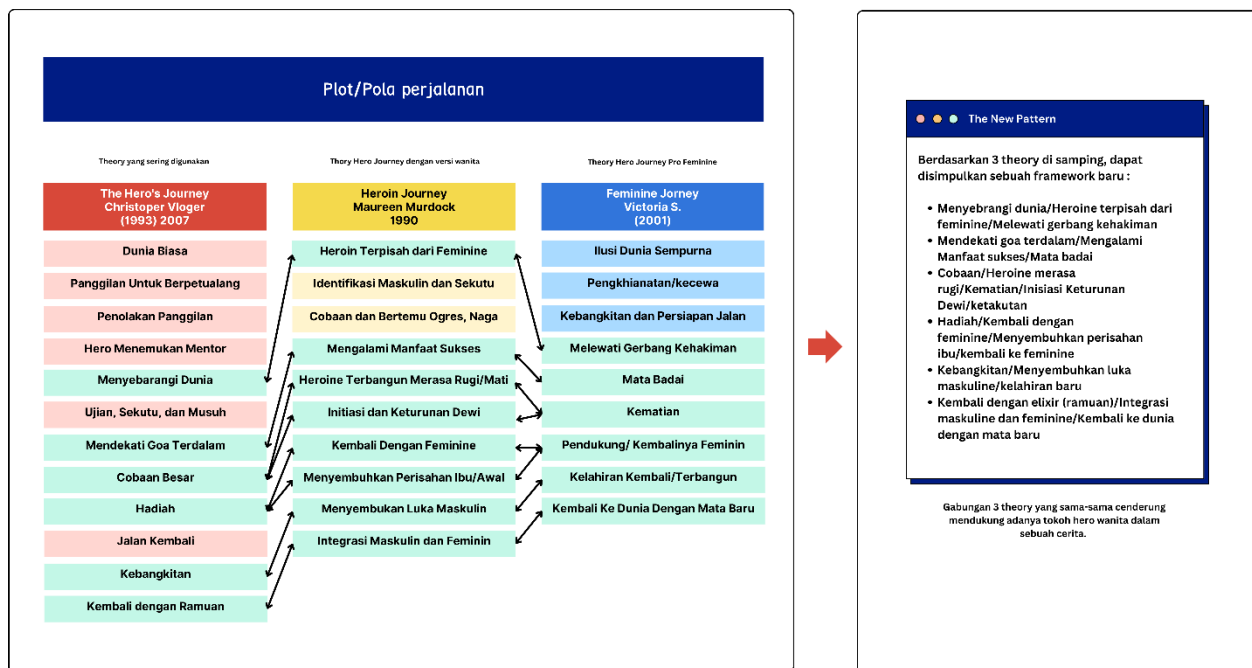 Plot/Pola perjalanan
Theory yang sering digunakan
The Hero's Journey
Christoper Vloger
(1993) 2007
Dunia Biasa
Panggilan Untuk Berpetualang
Penolakan Panggilan
Hero Menemukan Mentor
Menyebarangi Dunia
Ujian, Sekutu, dan Musuh
Mendekati Goa Terdalam
Cobaan Besar
Hadiah
Jalan Kembali
Kebangkitan
Kembali dengan Ramuan
Thory Hero Journey dengan versi wanita
Heroin Journey
Maureen Murdock
1990
Heroin Terpisah dari Feminine
Identifikasi Maskulin dan Sekutu
Cobaan dan Bertemu Ogres, Naga
Mengalami Manfaat Sukses
Heroine Terbangun Merasa Rugi/Mati
Initiasi dan Keturunan Dewi
Kembali Dengan Feminine
Menyembuhkan Perisahan Ibu/Awal
Menyembukan Luka Maskulin
Integrasi Maskulin dan Feminin
Theory Hero Journey Pro Feminine
Feminine Jorney
Victoria S.
(2001)
Ilusi Dunia Sempurna
Pengkhianatan/kecewa
Kebangkitan dan Persiapan Jalan
Melewati Gerbang Kehakiman
Mata Badai
Kematian
Pendukung/ Kembalinya Feminin
Kelahiran Kembali/Terbangun
Kembali Ke Dunia Dengan Mata Baru
The New Pattern
Berdasarkan 3 theory di samping, dapat
disimpulkan sebuah framework baru :
• Menyebrangi dunia/Heroine terpisah dari
feminine/Melewati gerbang kehakiman
• Mendekati goa terdalam/Mengalami
Manfaat sukses/Mata badai
• Cobaan/Heroine merasa
rugi/Kematian/Inisiasi Keturunan
Dewi/ketakutan
• Hadiah/Kembali dengan
feminine/Menyembuhkan perisahan
ibu/kembali ke feminine
• Kebangkitan/Menyembuhkan luka
maskuline/kelahiran baru
• Kembali dengan elixir (ramuan)/Integrasi
maskuline dan feminine/Kembali ke dunia
dengan mata baru
Gabungan 3 theory yang sama-sama cenderung
mendukung adanya tokoh hero wanita dalam
sebuah cerita.